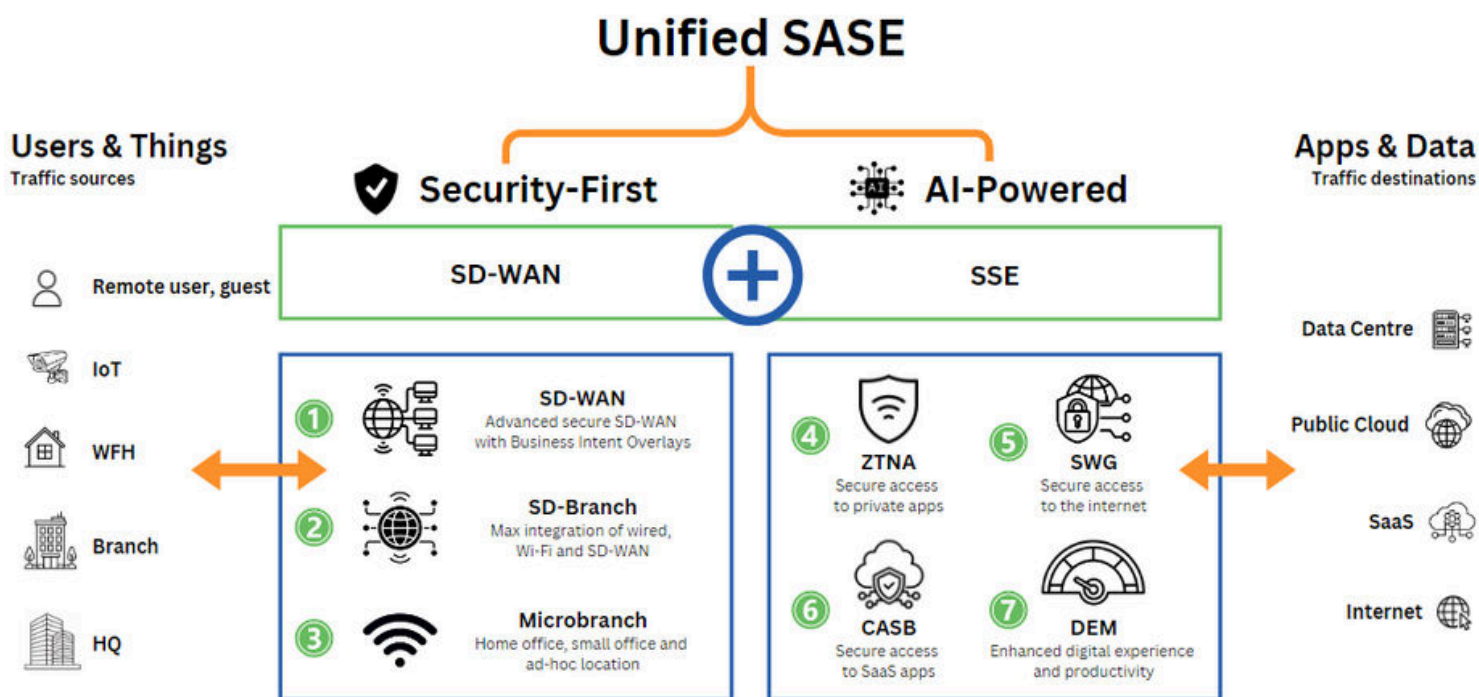 Unified SASE
Users & Things
Traffic sources
Security-First
AI-Powered
Apps & Data
Traffic destinations
SD-WAN
SSE
Remote user, guest
IoT
WFH
Branch
HQ
1
SD-WAN
Advanced secure SD-WAN
with Business Intent Overlays
2
SD-Branch
Max integration of wired,
Wi-Fi and SD-WAN
3
Microbranch
Home office, small office and
ad-hoc location
4
ZTNA
Secure access
to private apps
5
SWG
Secure access
to the internet
6
CASB
Secure access
to SaaS apps
7
DEM
Enhanced digital experience
and productivity
Data Centre
Public Cloud
SaaS
Internet
AI